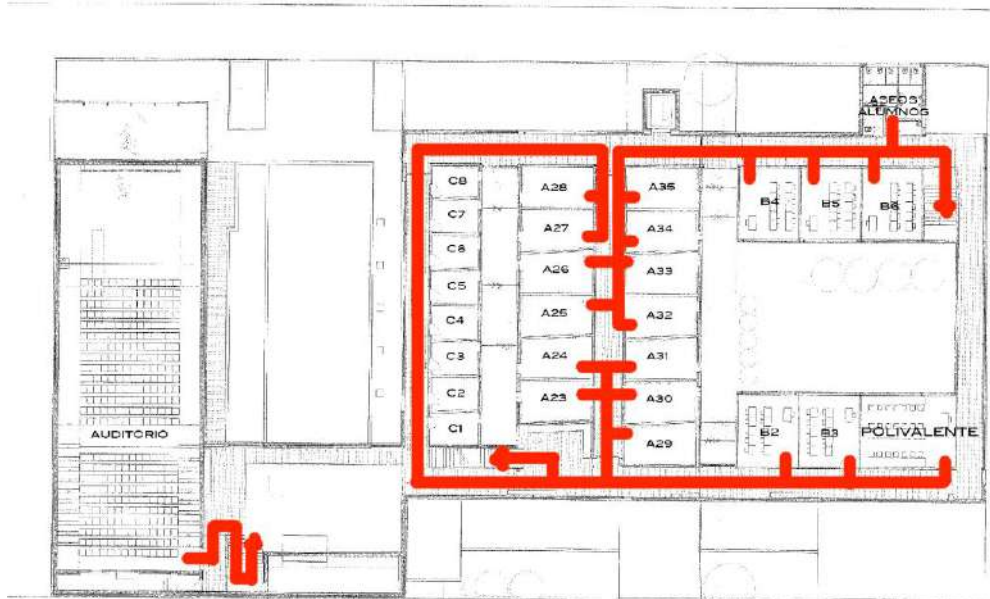 ASEOS
ALUMNOS
C8
C7
C8
C5
C4
C3
C2
C1
A28
A27
A26
A25
A24
A23
A35
A34
A33
A32
A31
A30
A29
B4
B5
B6
B2
B3
POLIVALENTE
AUDITORIO